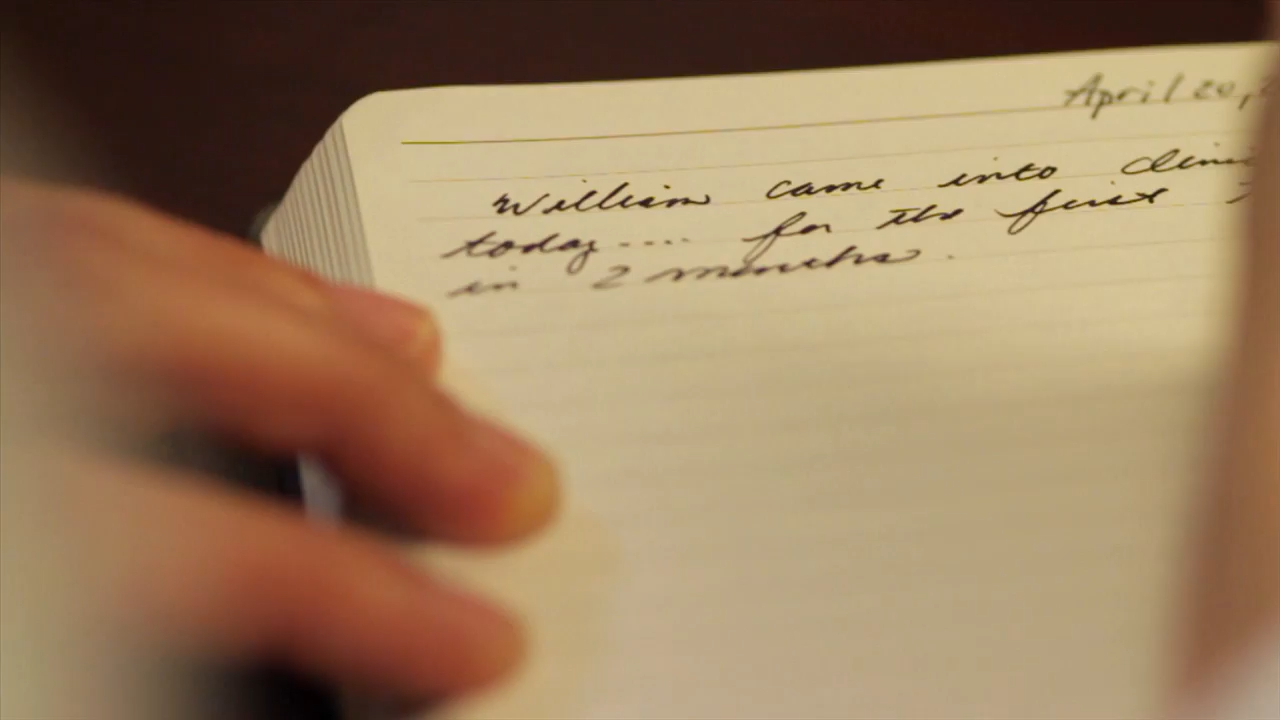 April 20,
William came into
today.... for the first
in 2 months.